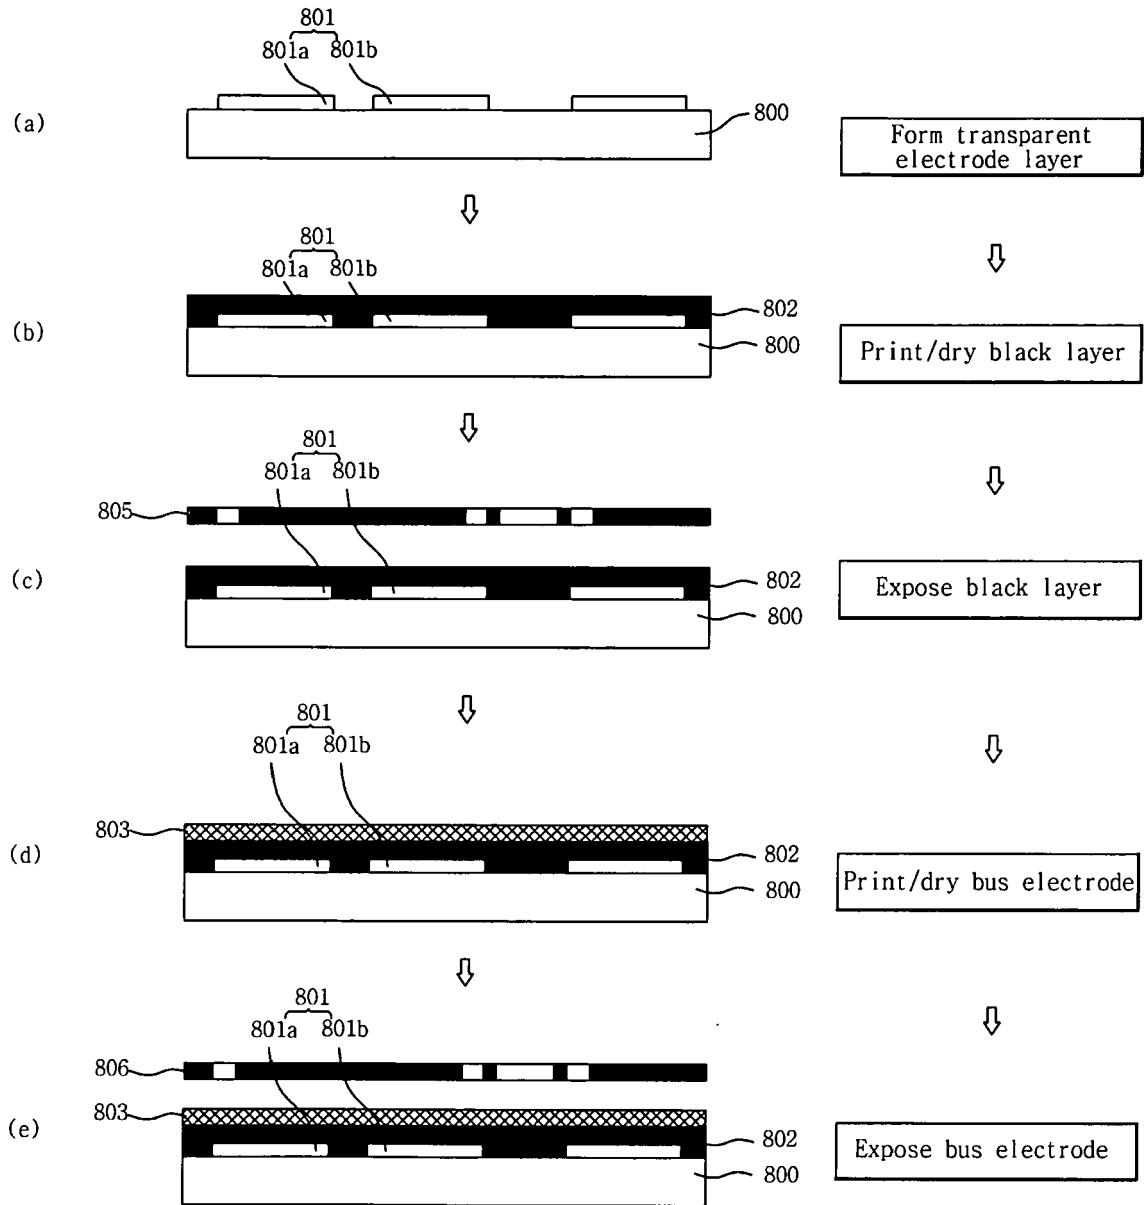 801
801a 801b
(a)
800
Form transparent
electrode layer
801
801a 801b
(b)
802
800
Print/dry black layer
801
801a 801b
805
(c)
802
800
Expose black layer
801
801a 801b
803
(d)
802
800
Print/dry bus electrode
801
801a 801b
806
803
(e)
802
800
Expose bus electrode